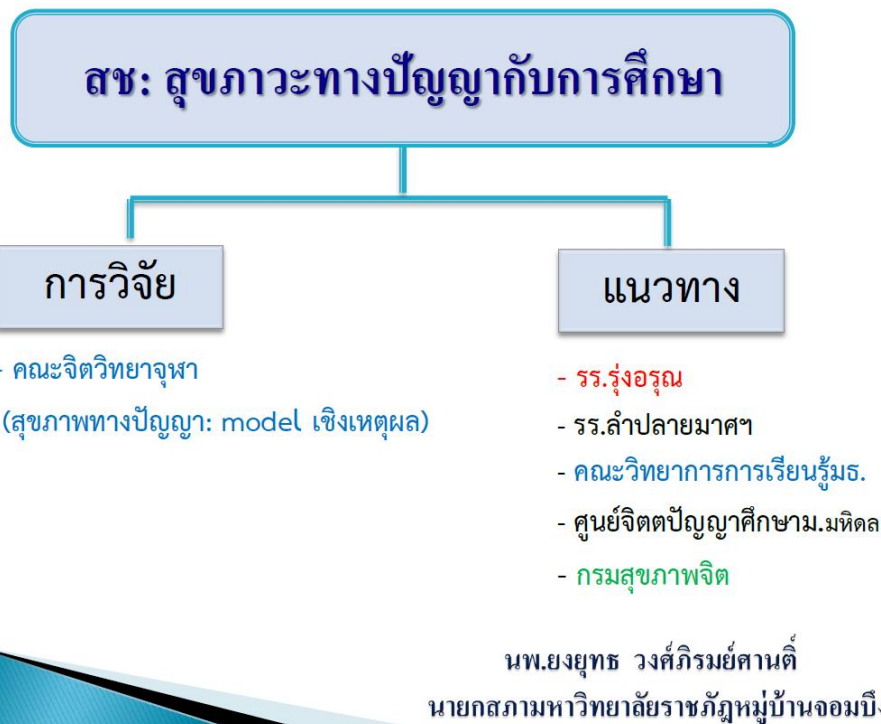 สช: สุขภาวะทางปัญญากับการศึกษา
การวิจัย
- คณะจิตวิทยาจุฬา
(สุขภาพทางปัญญา: model เชิงเหตุผล)
แนวทาง
- รร.รุ่งอรุณ
- รร.ลำปลายมาศฯ
- คณะวิทยาการการเรียนรู้มธ.
- ศูนย์จิตตปัญญาศึกษาม.มหิดล
- กรมสุขภาพจิต
นพ.ยงยุทธ วงศ์ภิรมย์ศานติ์
นายกสภามหาวิทยาลัยราชภัฏหมู่บ้านจอมบึง